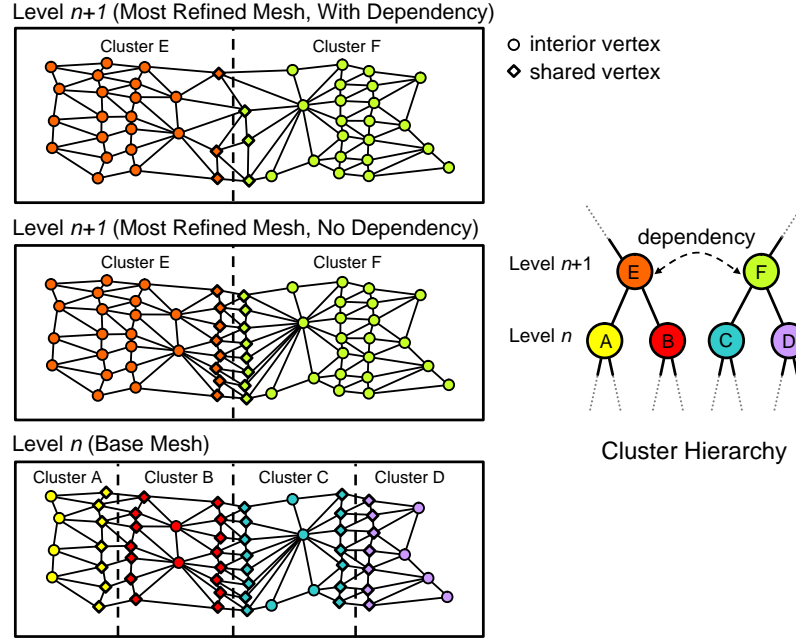 Level n+1 (Most Refined Mesh, With Dependency)
Cluster E
Cluster F
interior vertex
shared vertex
Level n+1 (Most Refined Mesh, No Dependency)
Cluster E
Cluster F
dependency
Level n+1
E
F
Level n
A
B
C
D
Level n (Base Mesh)
Cluster A
Cluster B
Cluster C
Cluster D
Cluster Hierarchy